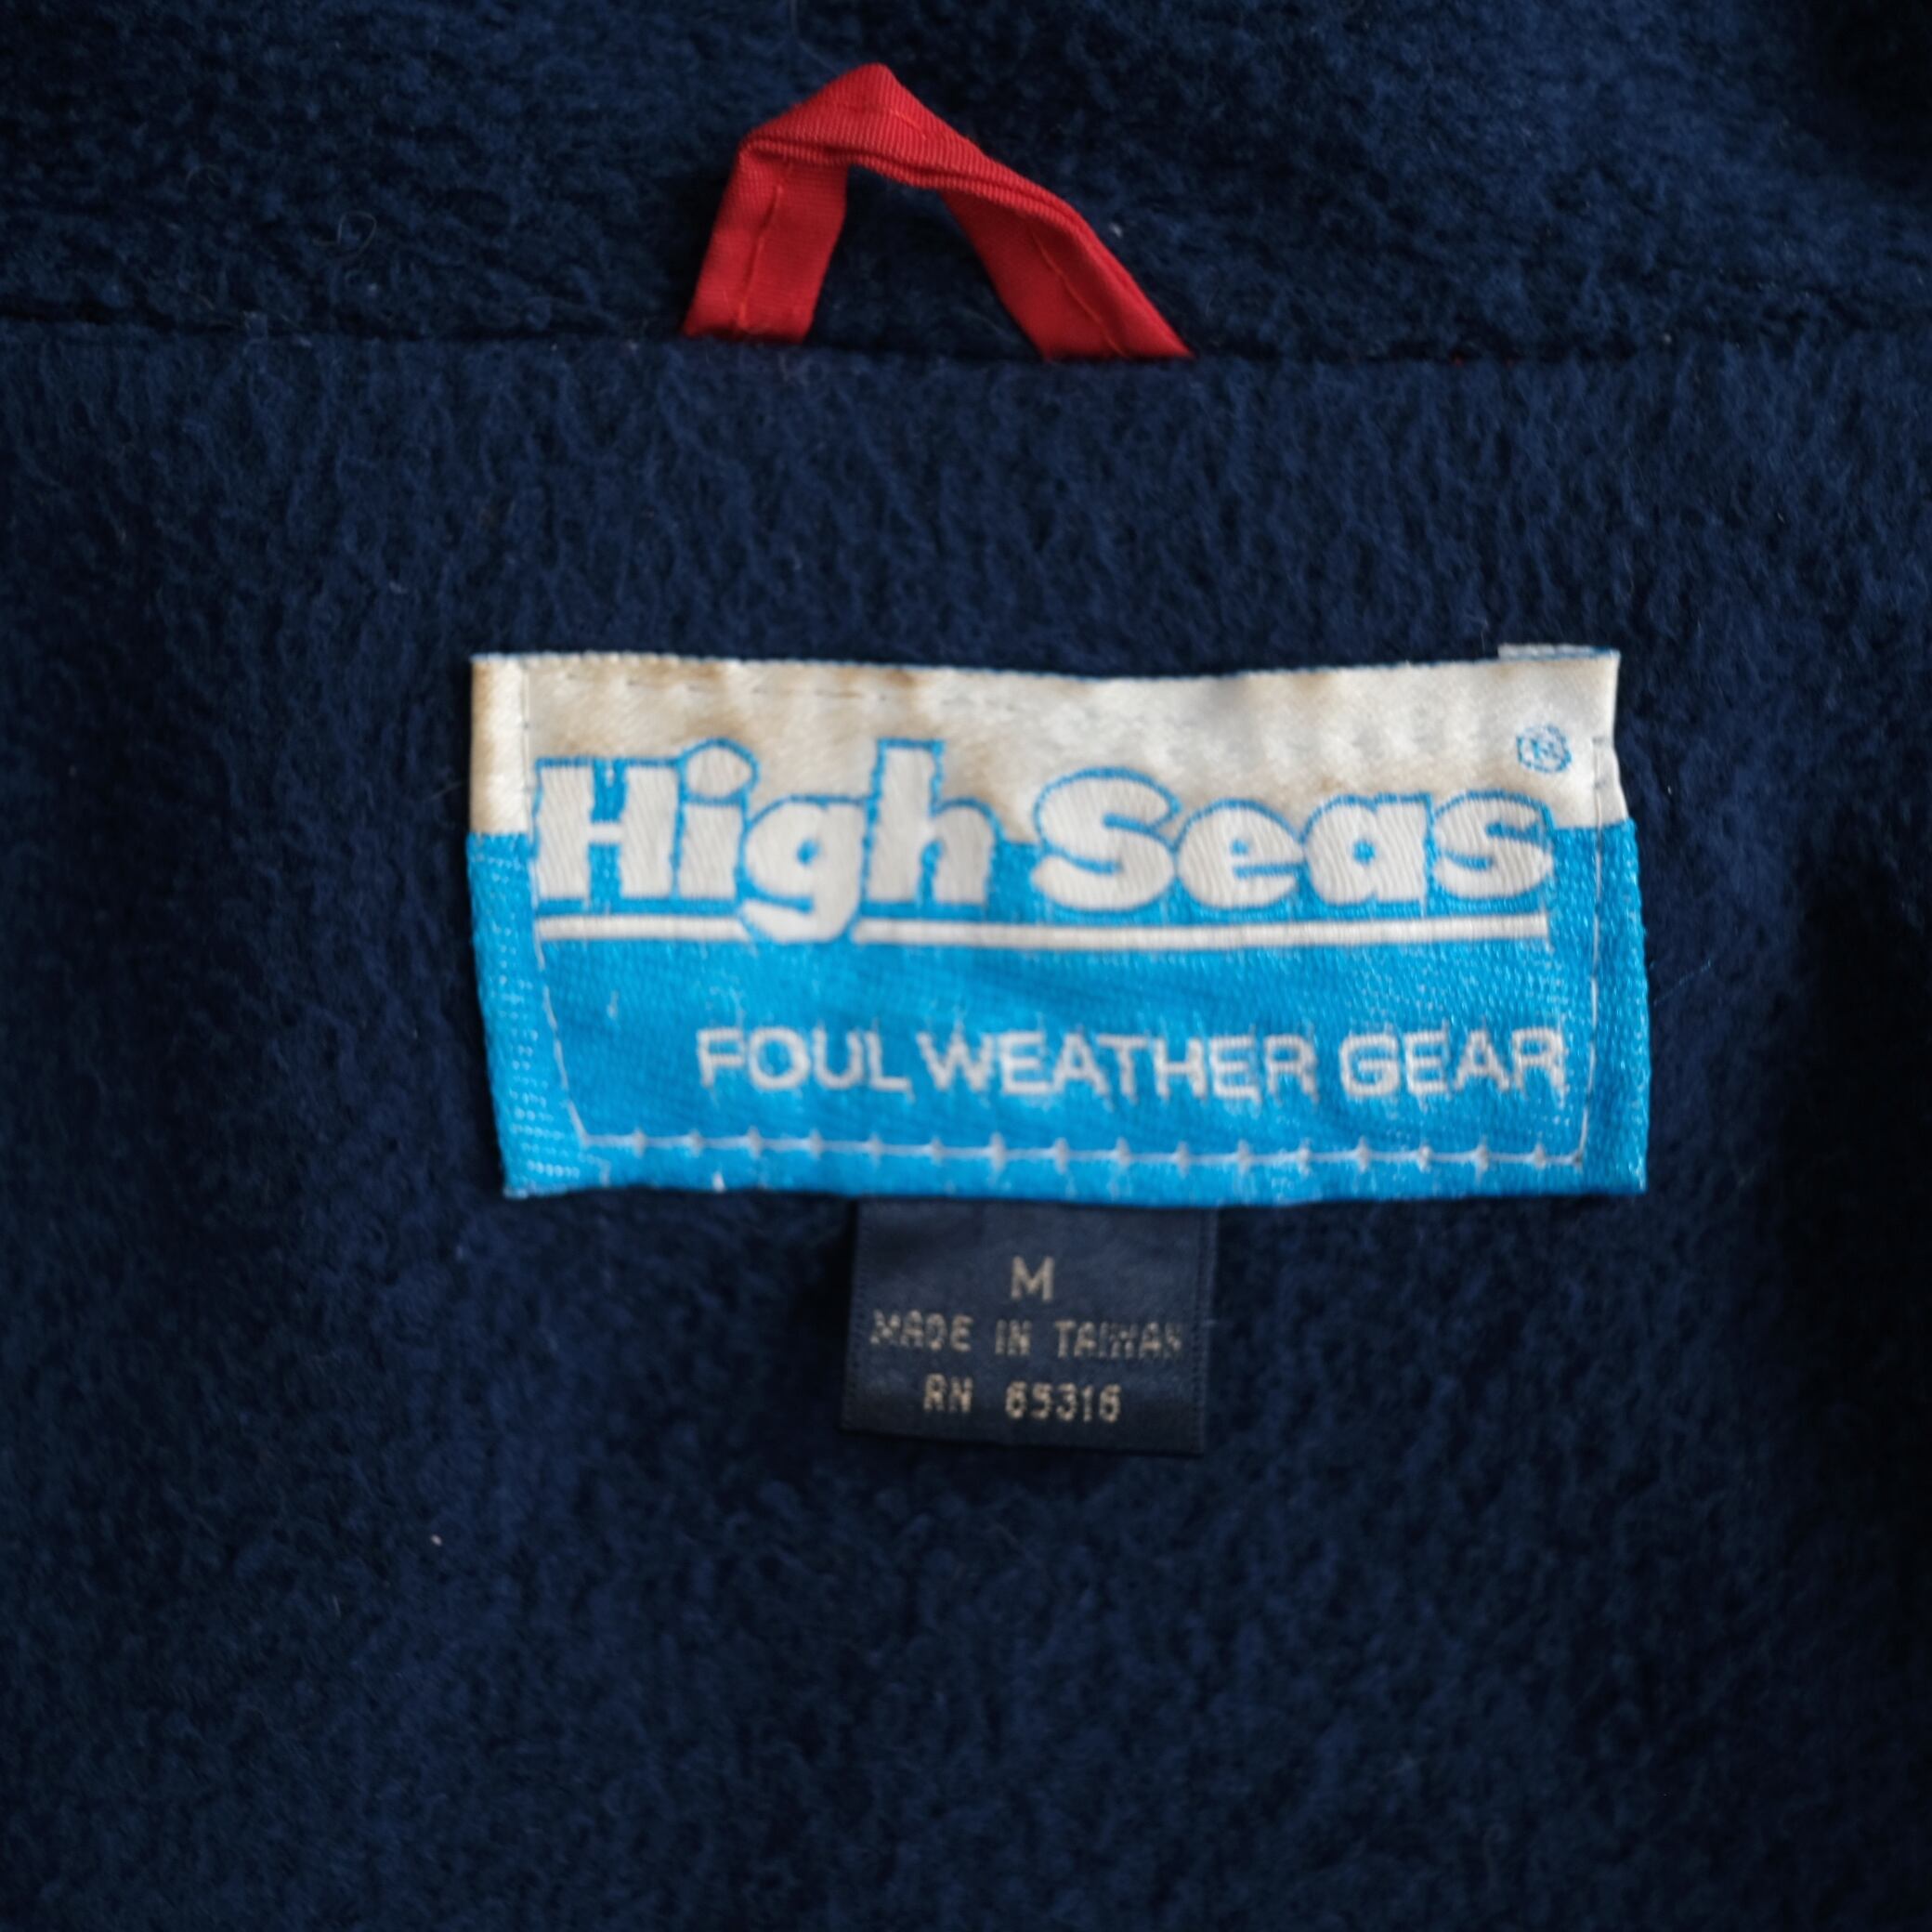 High Seas ®
FOUL WEATHER GEAR
M
MADE IN TAIWAN
RN 65316